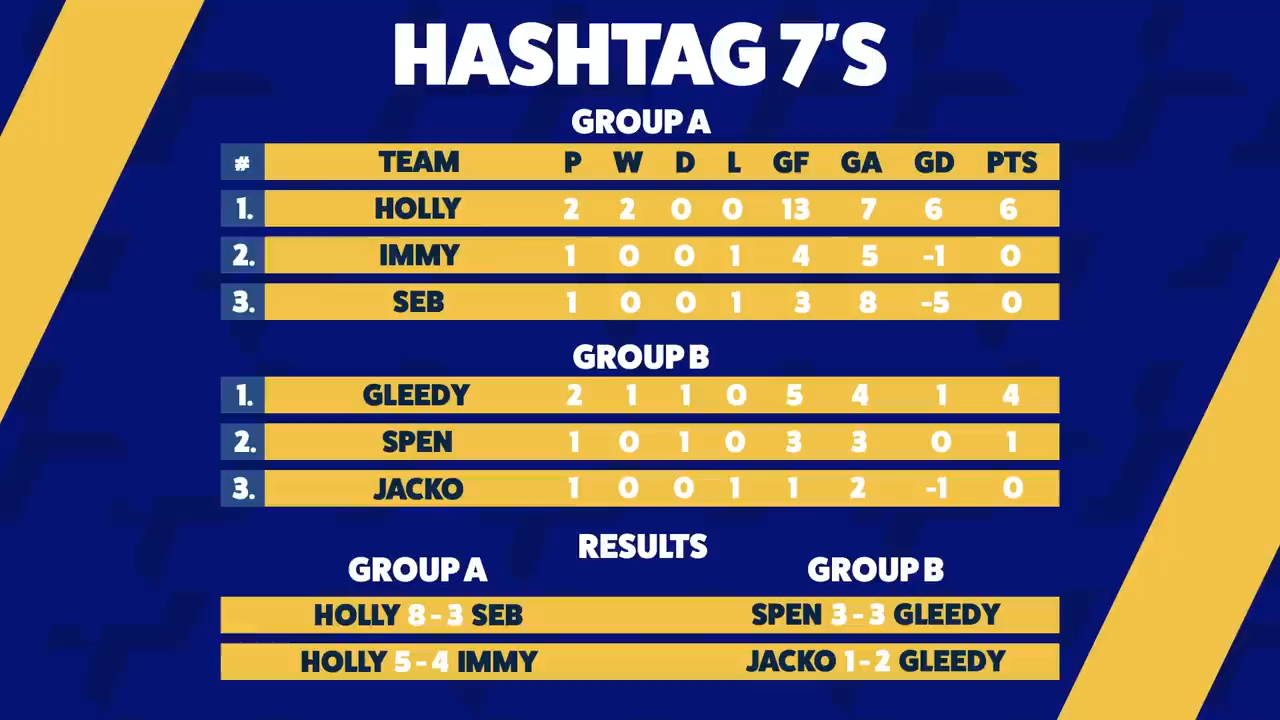 HASHTAG 7'S
GROUP A
# TEAM P W D L GF GA GD PTS
1. HOLLY 2 2 0 0 13 7 6 6
2. IMMY 1 0 0 1 4 5 -1 0
3. SEB 1 0 0 1 3 8 -5 0
GROUP B
1. GLEEDY 2 1 1 0 5 4 1 4
2. SPEN 1 0 1 0 3 3 0 1
3. JACKO 1 0 0 1 1 2 -1 0
RESULTS
GROUP A GROUP B
HOLLY 8 - 3 SEB SPEN 3 - 3 GLEEDY
HOLLY 5 - 4 IMMY JACKO 1 - 2 GLEEDY